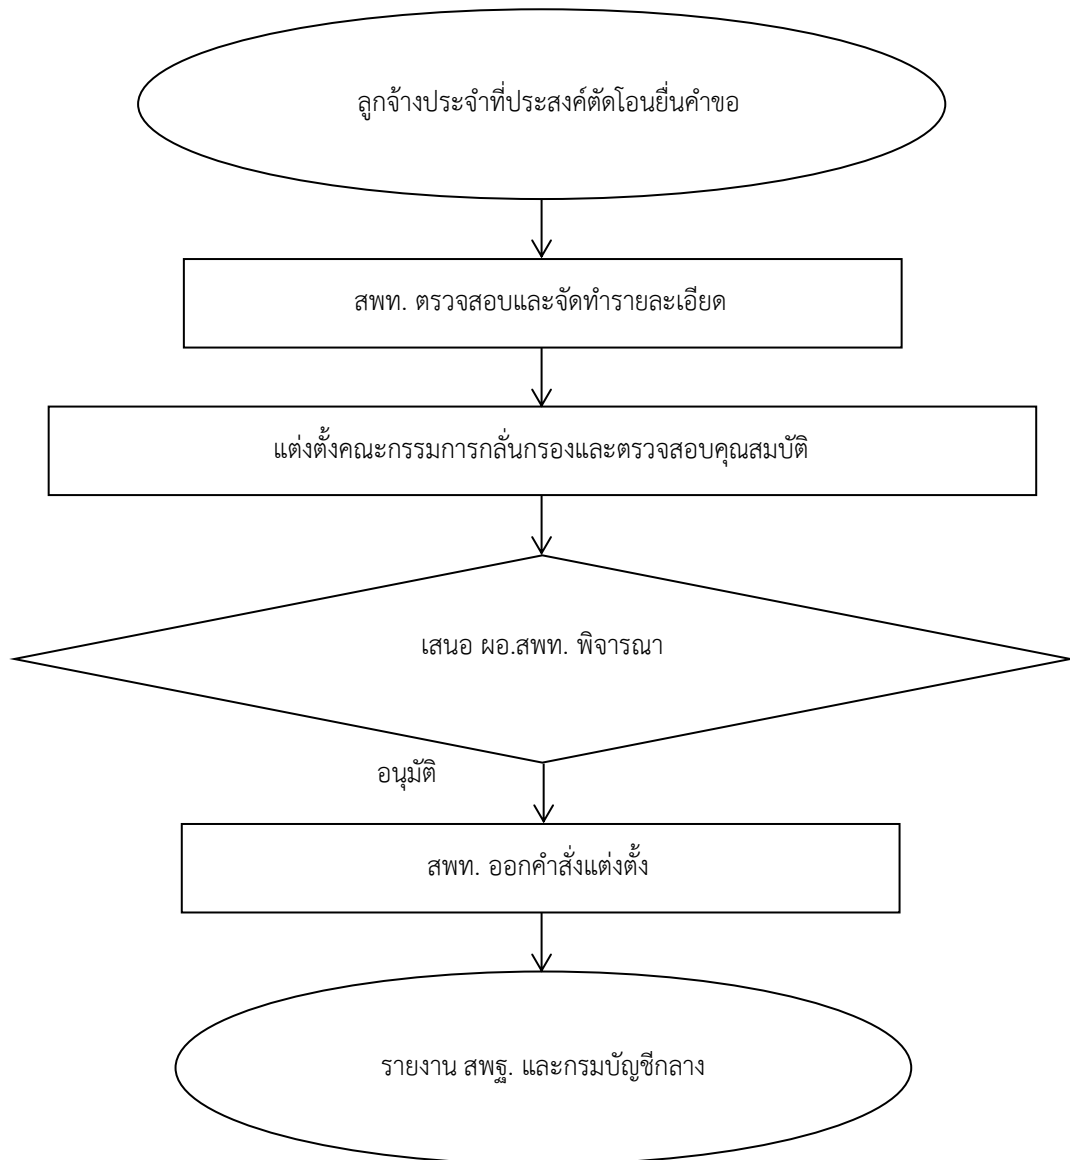 ลูกจ้างประจำที่ประสงค์ตัดโอนยื่นคำขอ
สพท. ตรวจสอบและจัดทำรายละเอียด
แต่งตั้งคณะกรรมการกลั่นกรองและตรวจสอบคุณสมบัติ
เสนอ ผอ.สพท. พิจารณา
อนุมัติ
สพท. ออกคำสั่งแต่งตั้ง
รายงาน สพฐ. และกรมบัญชีกลาง